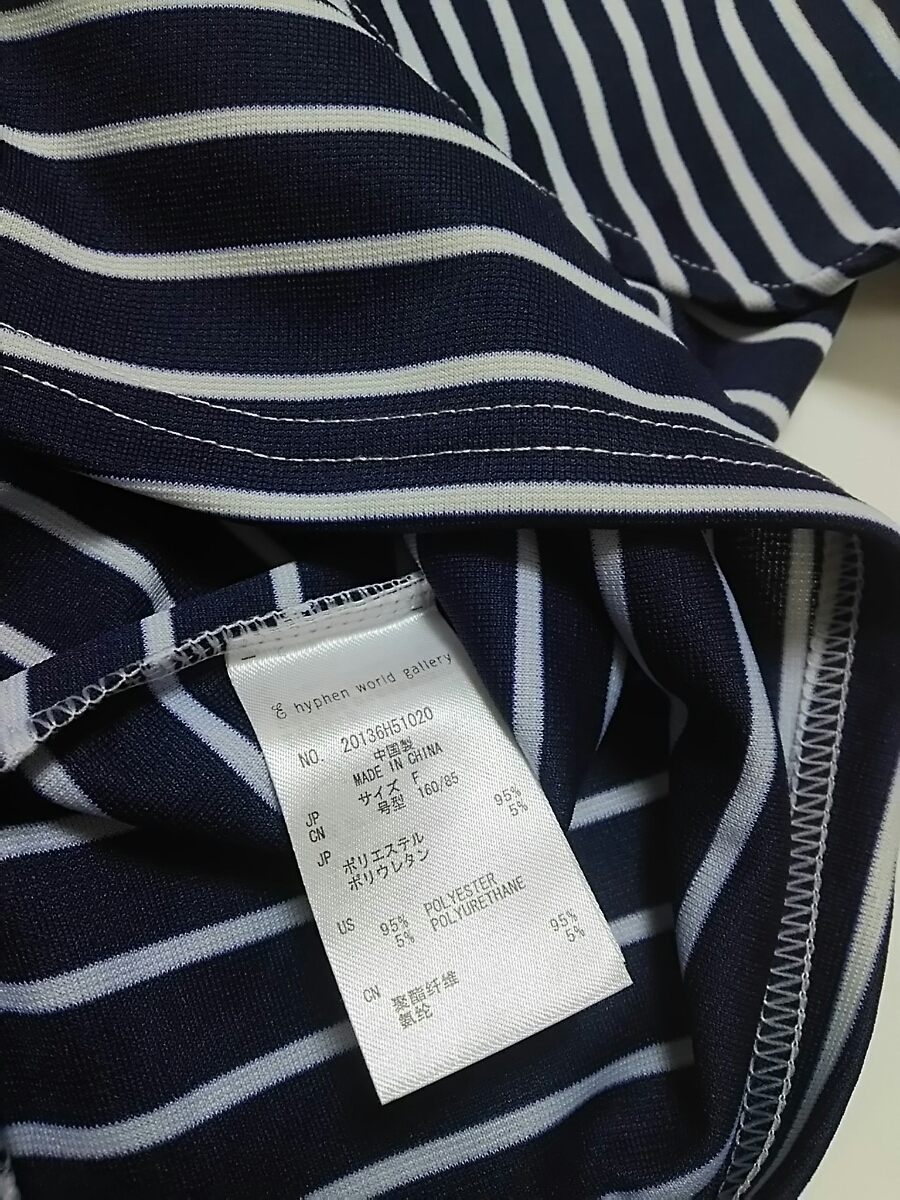 hyphen world gallery
NO. 20136H51020
中国製
MADE IN CHINA
JP サイズ F
CN 号型 160/85
JP ポリエステル 95%
ポリウレタン 5%
US 95% POLYESTER
5% POLYURETHANE
CN 聚酯纤维 95%
氨纶 5%